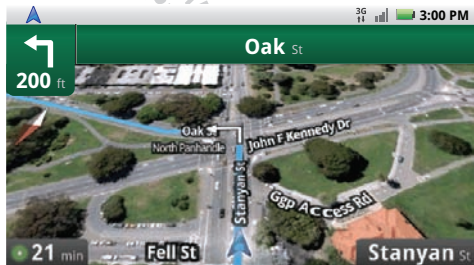 3G 3:00 PM
Oak St
200 ft
Oak St
North Panhandle
John F Kennedy Dr
Stanyan St
Ggp Access Rd
Fell St
21 min
Stanyan St